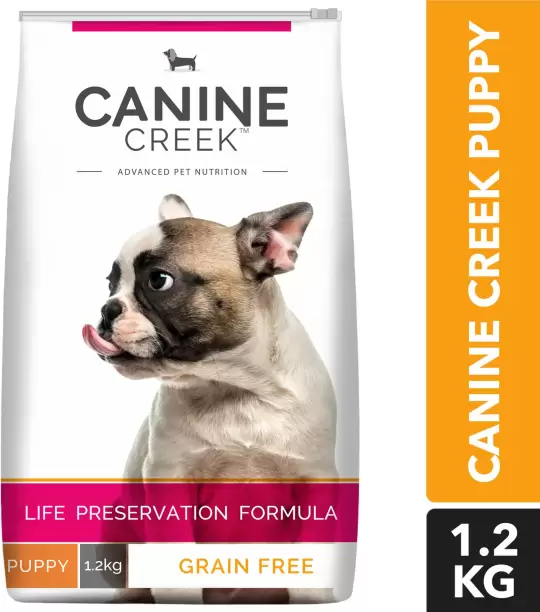 CANINE
CREEK™
ADVANCED PET NUTRITION
LIFE PRESERVATION FORMULA
PUPPY 1.2kg GRAIN FREE
CANINE CREEK PUPPY
1.2
KG